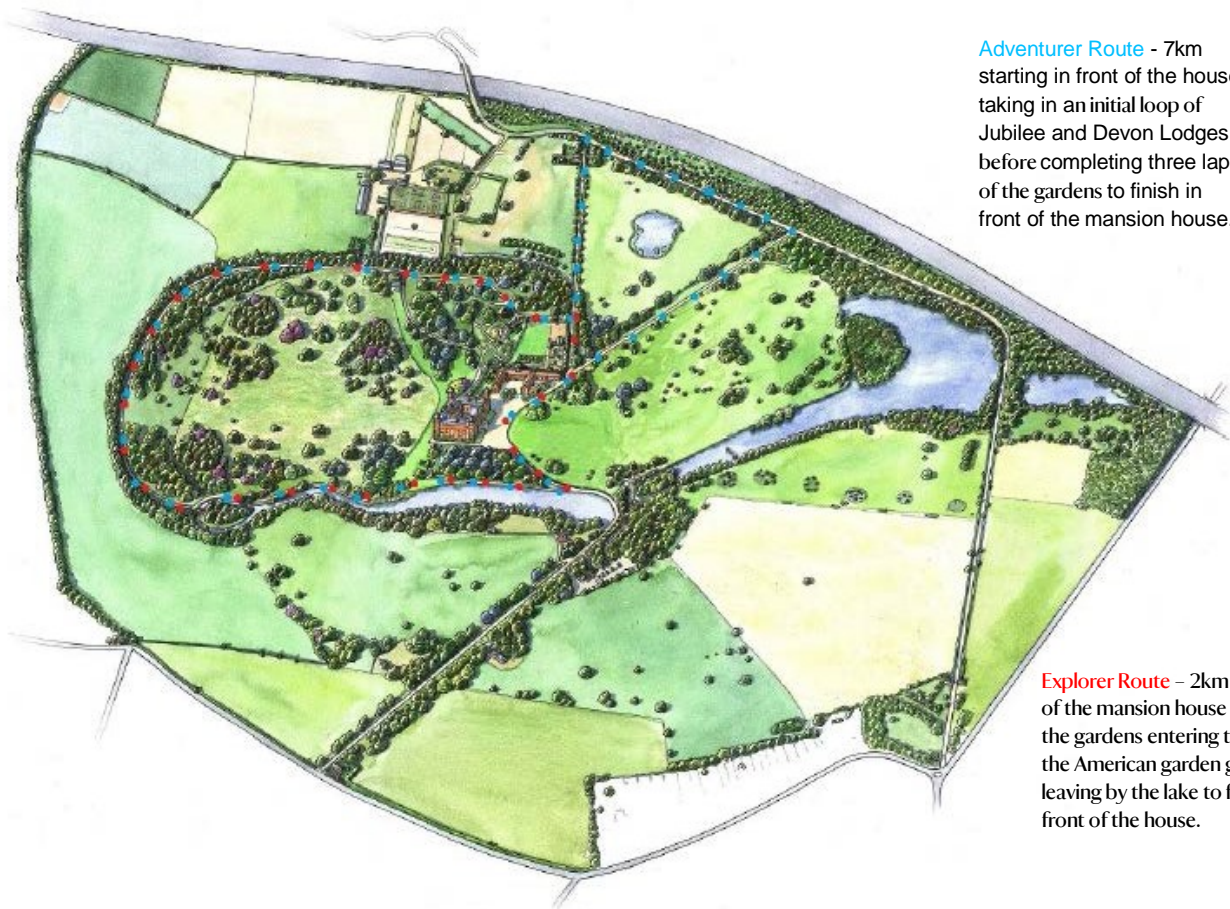 Adventurer Route - 7km
starting in front of the house
taking in an initial loop of
Jubilee and Devon Lodges
before completing three lap
of the gardens to finish in
front of the mansion house.
Explorer Route – 2km
of the mansion house
the gardens entering
the American garden
leaving by the lake to
front of the house.